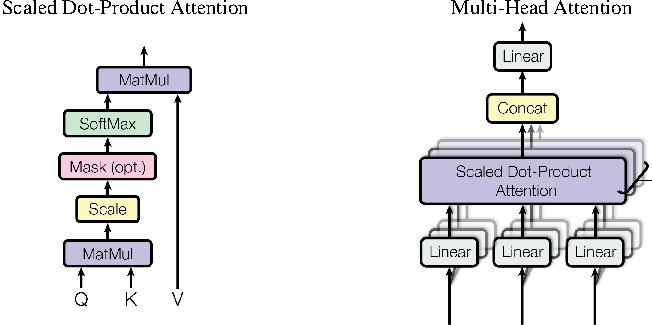 Scaled Dot-Product Attention
MatMul
SoftMax
Mask (opt.)
Scale
MatMul
Q K V
Multi-Head Attention
Linear
Concat
Scaled Dot-Product
Attention
Linear Linear Linear